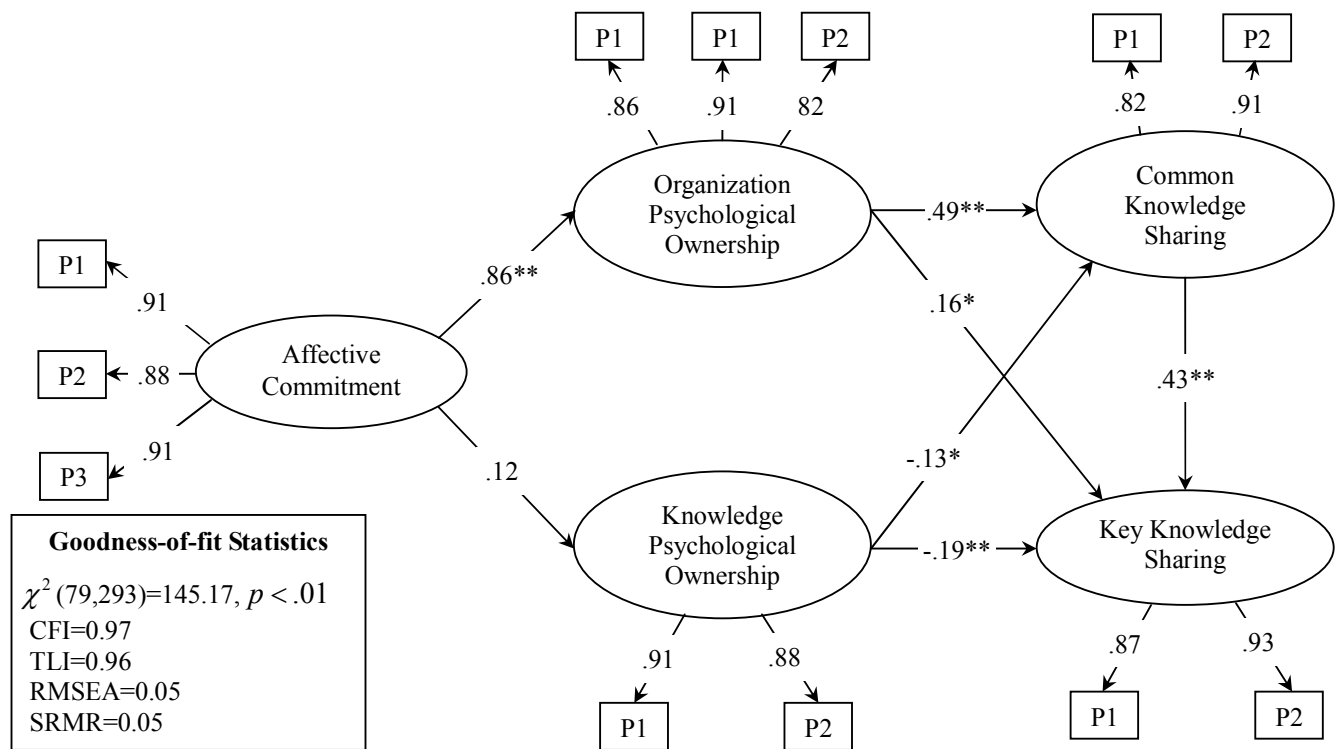 P1
P1
P2
P1
P2
.86
.91
82
.82
.91
Organization
Psychological
Ownership
Common
Knowledge
Sharing
.49**
P1
.91
.86**
.16*
Affective
Commitment
P2
.88
.43**
P3
.91
.12
-.13*
Knowledge
Psychological
Ownership
Key Knowledge
Sharing
-.19**
Goodness-of-fit Statistics
χ² (79,293)=145.17, p < .01
CFI=0.97
TLI=0.96
RMSEA=0.05
SRMR=0.05
.91
.88
.87
.93
P1
P2
P1
P2